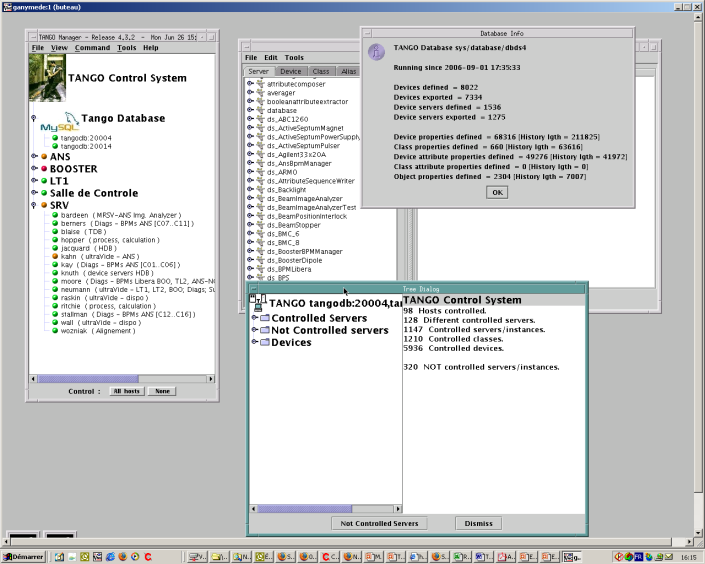 ganymede:1 (buteau)
TANGO Manager - Release 4.3.2 - Mon Jun 26 15:
File View Command Tools Help
TANGO Control System
Tango Database
MySQL
tangodb:20004
tangodb:20014
ANS
BOOSTER
LT1
Salle de Controle
SRV
bardeen ( MRSV-ANS Img. Analyzer )
berners ( Diags - BPMs ANS [C07..C11] )
blaise ( TDB )
hopper ( process, calculation )
jacquard ( HDB )
kahn ( ultraVide - ANS )
kay ( Diags - BPMs ANS [C01..C06] )
knuth ( device servers HDB )
moore ( Diags - BPMs Libera BOO, TL2, ANS-
neumann ( ultraVide - LT1, LT2, BOO; Diags; Su
raskin ( ultraVide - dispo )
ritchie ( process, calculation )
stallman ( Diags - BPMs ANS [C12..C16] )
wall ( ultraVide - dispo )
wozniak ( Alignement )
Control : All hosts None
File Edit Tools
Server Device Class Alias
attributecomposer
averager
booleanattributeextractor
database
ds_ABC1260
ds_ActiveSeptumMagnet
ds_ActiveSeptumPowerSupply
ds_ActiveSeptumPulser
ds_Agilent33x20A
ds_AnsBpmManager
ds_ARMO
ds_AttributeSequenceWriter
ds_Backlight
ds_BeamImageAnalyzer
ds_BeamImageAnalyzerTest
ds_BeamPositionInterlock
ds_BeamStopper
ds_BMC_6
ds_BMC_8
ds_BoosterBPMManager
ds_BoosterDipole
ds_BPMLibera
ds_BPS
Database Info
TANGO Database sys/database/dbds4
Running since 2006-09-01 17:35:33
Devices defined = 8022
Devices exported = 7334
Device servers defined = 1536
Device servers exported = 1275
Device properties defined = 68316 [History lgth = 211825]
Class properties defined = 660 [History lgth = 63616]
Device attribute properties defined = 49276 [History lgth = 41972]
Class attribute properties defined = 0 [History lgth = 0]
Object properties defined = 2304 [History lgth = 7007]
OK
Tree Dialog
TANGO tangodb:20004,ta
Controlled Servers
Not Controlled servers
Devices
TANGO Control System
98 Hosts controlled.
128 Different controlled servers.
1147 Controlled servers/instances.
1210 Controlled classes.
5936 Controlled devices.
320 NOT controlled servers/instances.
Not Controlled Servers Dismiss
Démarrer
FR
16:15